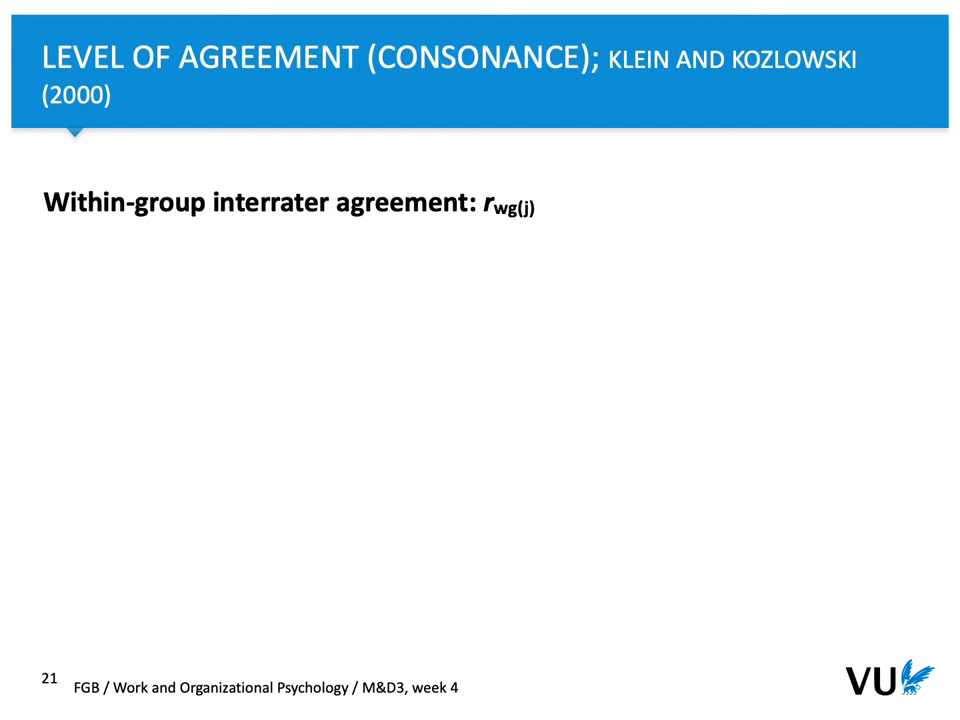 LEVEL OF AGREEMENT (CONSONANCE); KLEIN AND KOZLOWSKI
(2000)
Within-group interrater agreement: rwg(j)
21
FGB / Work and Organizational Psychology / M&D3, week 4
VU